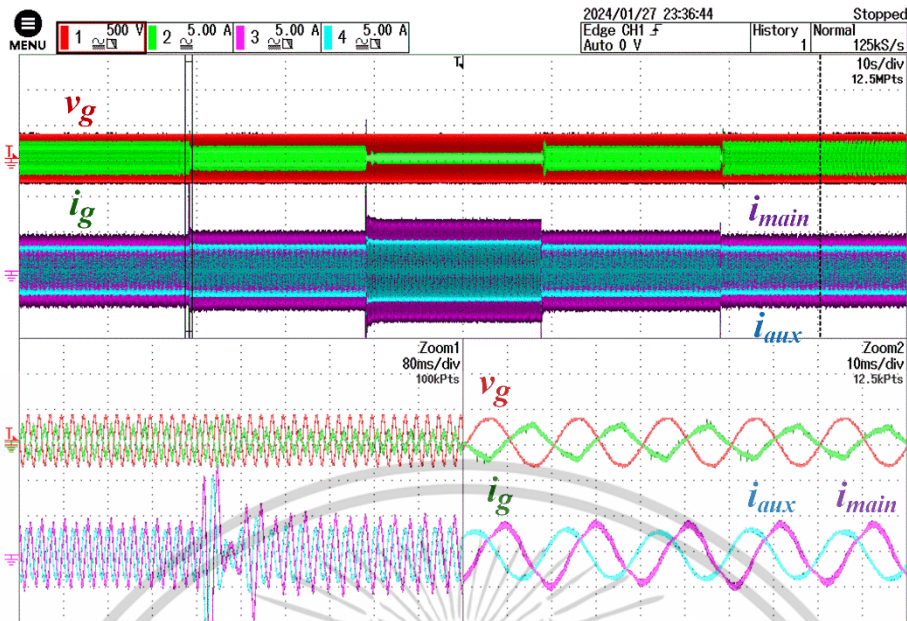 2024/01/27 23:36:44 Stopped
MENU 1 500 V 2 5.00 A 3 5.00 A 4 5.00 A Edge CH1 History Normal
Auto 0 V 1 125kS/s
T 10s/div
12.5MPts
vg
T
ig imain
iaux
Zoom1 Zoom2
80ms/div 10ms/div
100kPts 12.5kPts
vg
T
ig iaux imain